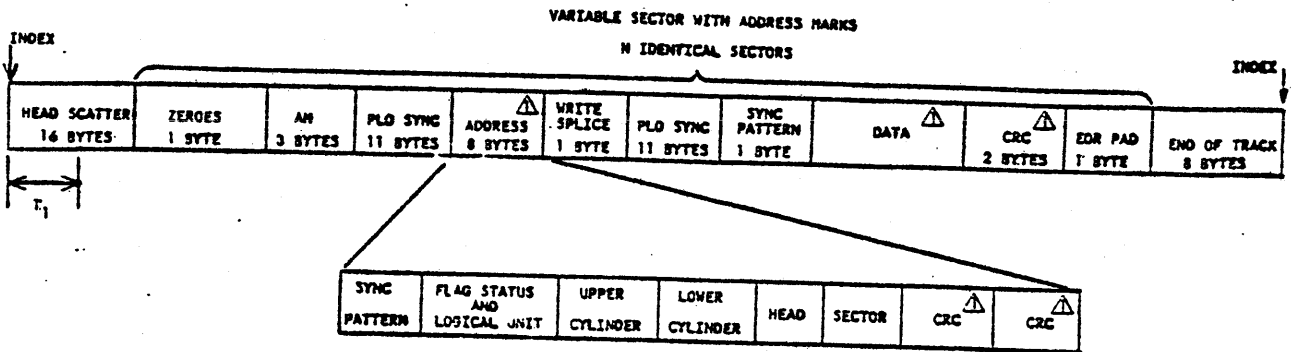 VARIABLE SECTOR WITH ADDRESS MARKS
N IDENTICAL SECTORS
INDEX
INDEX
HEAD SCATTER
16 BYTES
ZEROES
1 BYTE
AM
3 BYTES
PLO SYNC
11 BYTES
ADDRESS
8 BYTES
WRITE
SPLICE
1 BYTE
PLO SYNC
11 BYTES
SYNC
PATTERN
1 BYTE
DATA
CRC
2 BYTES
EOR PAD
1 BYTE
END OF TRACK
8 BYTES
T1
SYNC
PATTERN
FLAG STATUS
AND
LOGICAL UNIT
UPPER
CYLINDER
LOWER
CYLINDER
HEAD
SECTOR
CRC
CRC